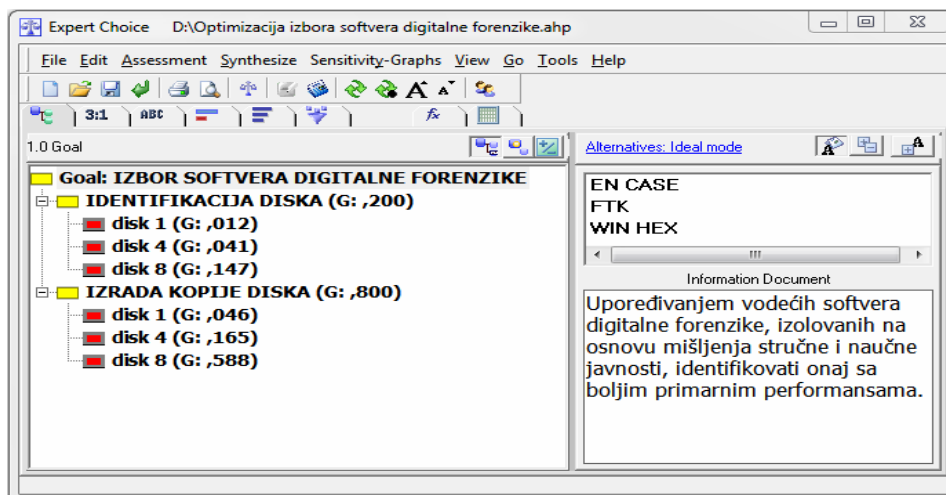 Expert Choice D:\Optimizacija izbora softvera digitalne forenzike.ahp
File Edit Assessment Synthesize Sensitivity-Graphs View Go Tools Help
A A
3:1 ABC fx
1.0 Goal
Goal: IZBOR SOFTVERA DIGITALNE FORENZIKE
IDENTIFIKACIJA DISKA (G: ,200)
disk 1 (G: ,012)
disk 4 (G: ,041)
disk 8 (G: ,147)
IZRADA KOPIJE DISKA (G: ,800)
disk 1 (G: ,046)
disk 4 (G: ,165)
disk 8 (G: ,588)
Alternatives: Ideal mode
A A
EN CASE
FTK
WIN HEX
Information Document
Upoređivanjem vodećih softvera
digitalne forenzike, izolovanih na
osnovu mišljenja stručne i naučne
javnosti, identifikovati onaj sa
boljim primarnim performansama.